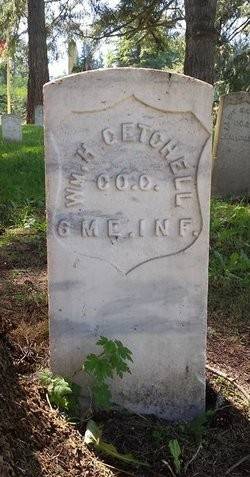 WM. H. GETCHELL
CO. C.
6 ME. INF.